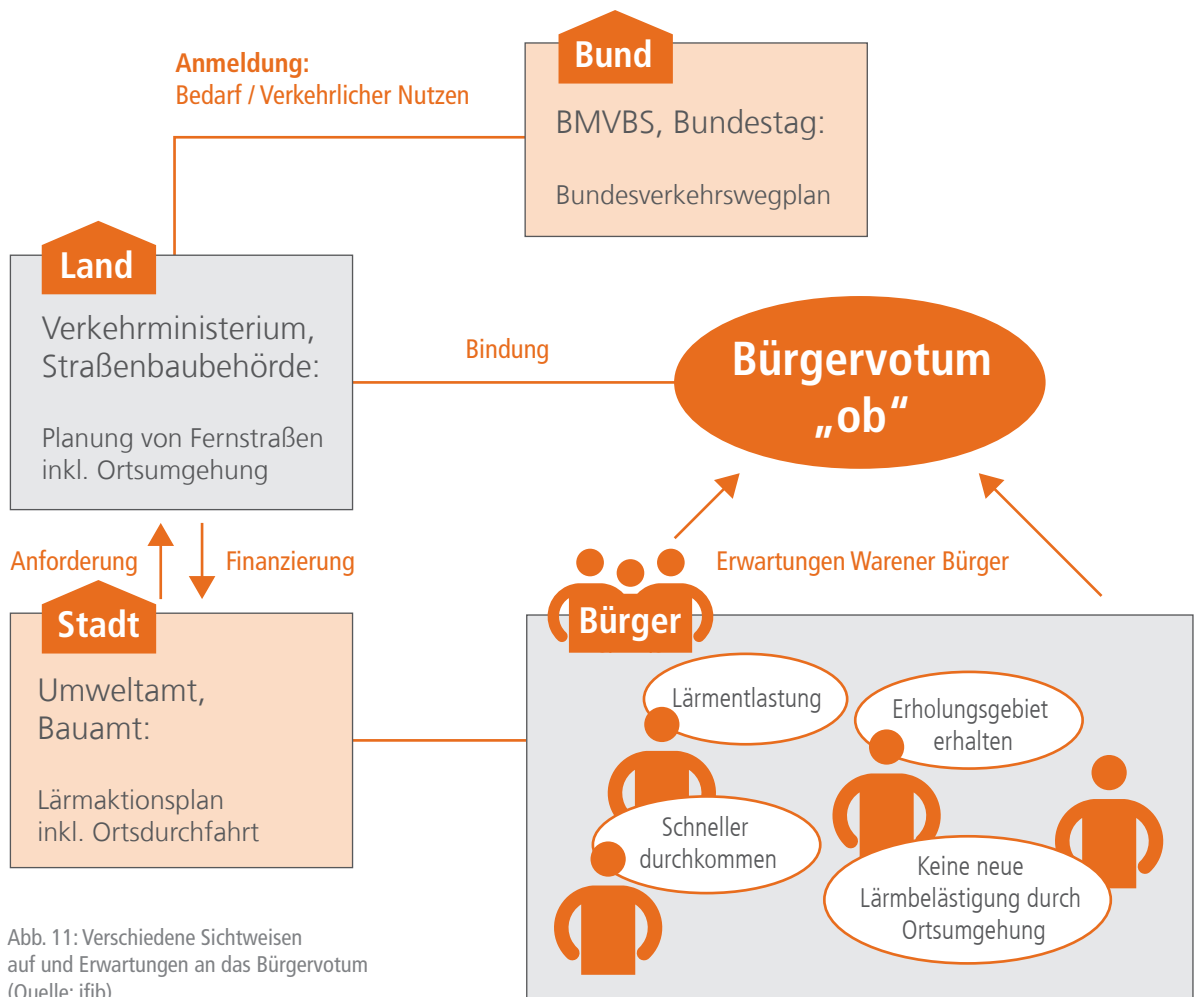 Bund
Anmeldung:
Bedarf / Verkehrlicher Nutzen
BMVBS, Bundestag:
Bundesverkehrswegplan
Land
Verkehrministerium,
Straßenbaubehörde:
Planung von Fernstraßen
inkl. Ortsumgehung
Bindung
Bürgervotum
„ob“
Anforderung
Finanzierung
Erwartungen Warener Bürger
Stadt
Umweltamt,
Bauamt:
Lärmaktionsplan
inkl. Ortsdurchfahrt
Bürger
Lärmentlastung
Erholungsgebiet
erhalten
Schneller
durchkommen
Keine neue
Lärmbelästigung durch
Ortsumgehung
Abb. 11: Verschiedene Sichtweisen
auf und Erwartungen an das Bürgervotum
(Quelle: ifib)